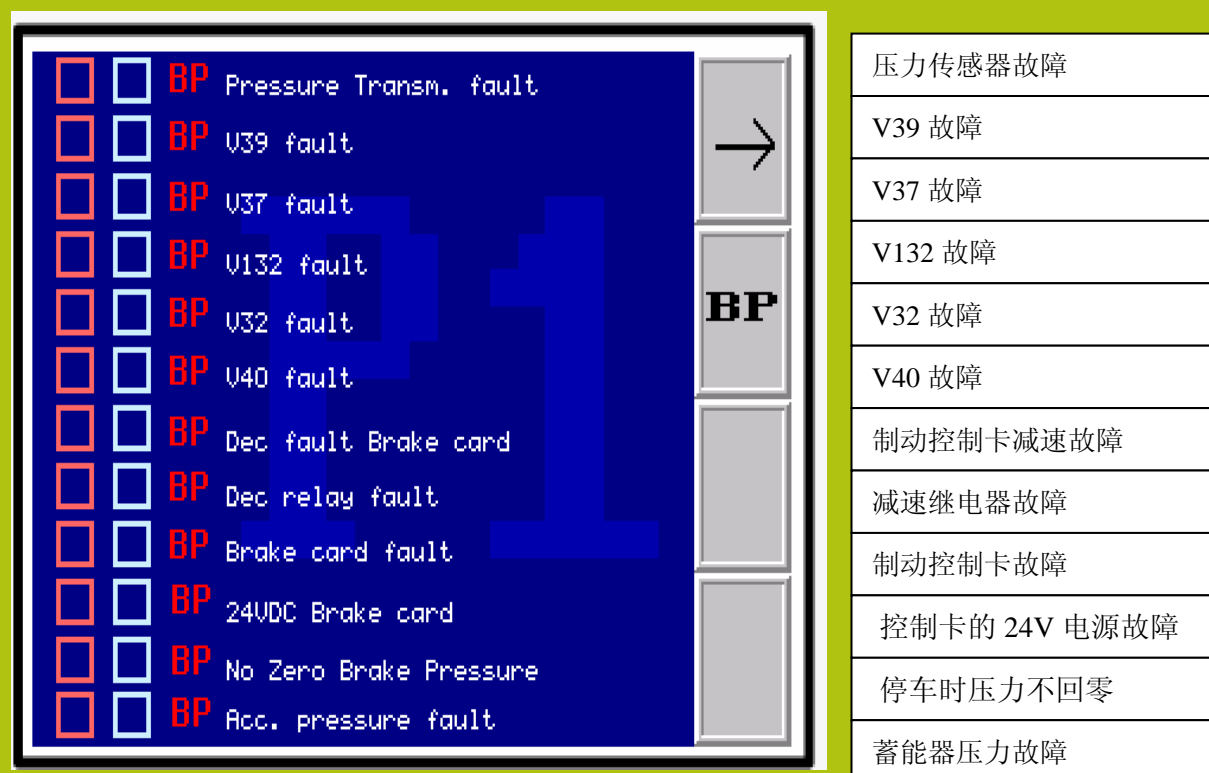 BP Pressure Transm. fault
BP V39 fault
BP V37 fault
BP V132 fault
BP V32 fault
BP V40 fault
BP Dec fault Brake card
BP Dec relay fault
BP Brake card fault
BP 24VDC Brake card
BP No Zero Brake Pressure
BP Acc. pressure fault
P1
→
BP
压力传感器故障
V39 故障
V37 故障
V132 故障
V32 故障
V40 故障
制动控制卡减速故障
减速继电器故障
制动控制卡故障
控制卡的 24V 电源故障
停车时压力不回零
蓄能器压力故障